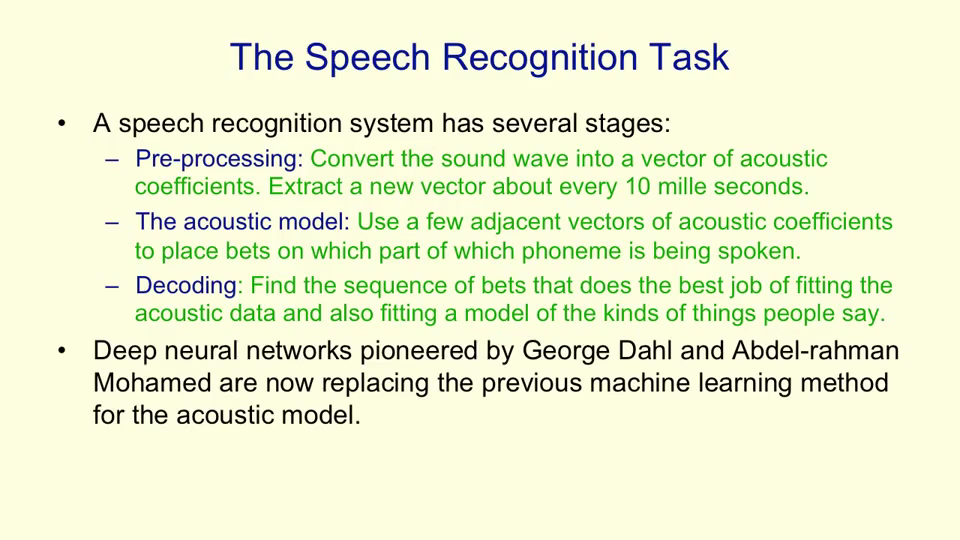 The Speech Recognition Task
• A speech recognition system has several stages:
– Pre-processing: Convert the sound wave into a vector of acoustic
coefficients. Extract a new vector about every 10 mille seconds.
– The acoustic model: Use a few adjacent vectors of acoustic coefficients
to place bets on which part of which phoneme is being spoken.
– Decoding: Find the sequence of bets that does the best job of fitting the
acoustic data and also fitting a model of the kinds of things people say.
• Deep neural networks pioneered by George Dahl and Abdel-rahman
Mohamed are now replacing the previous machine learning method
for the acoustic model.